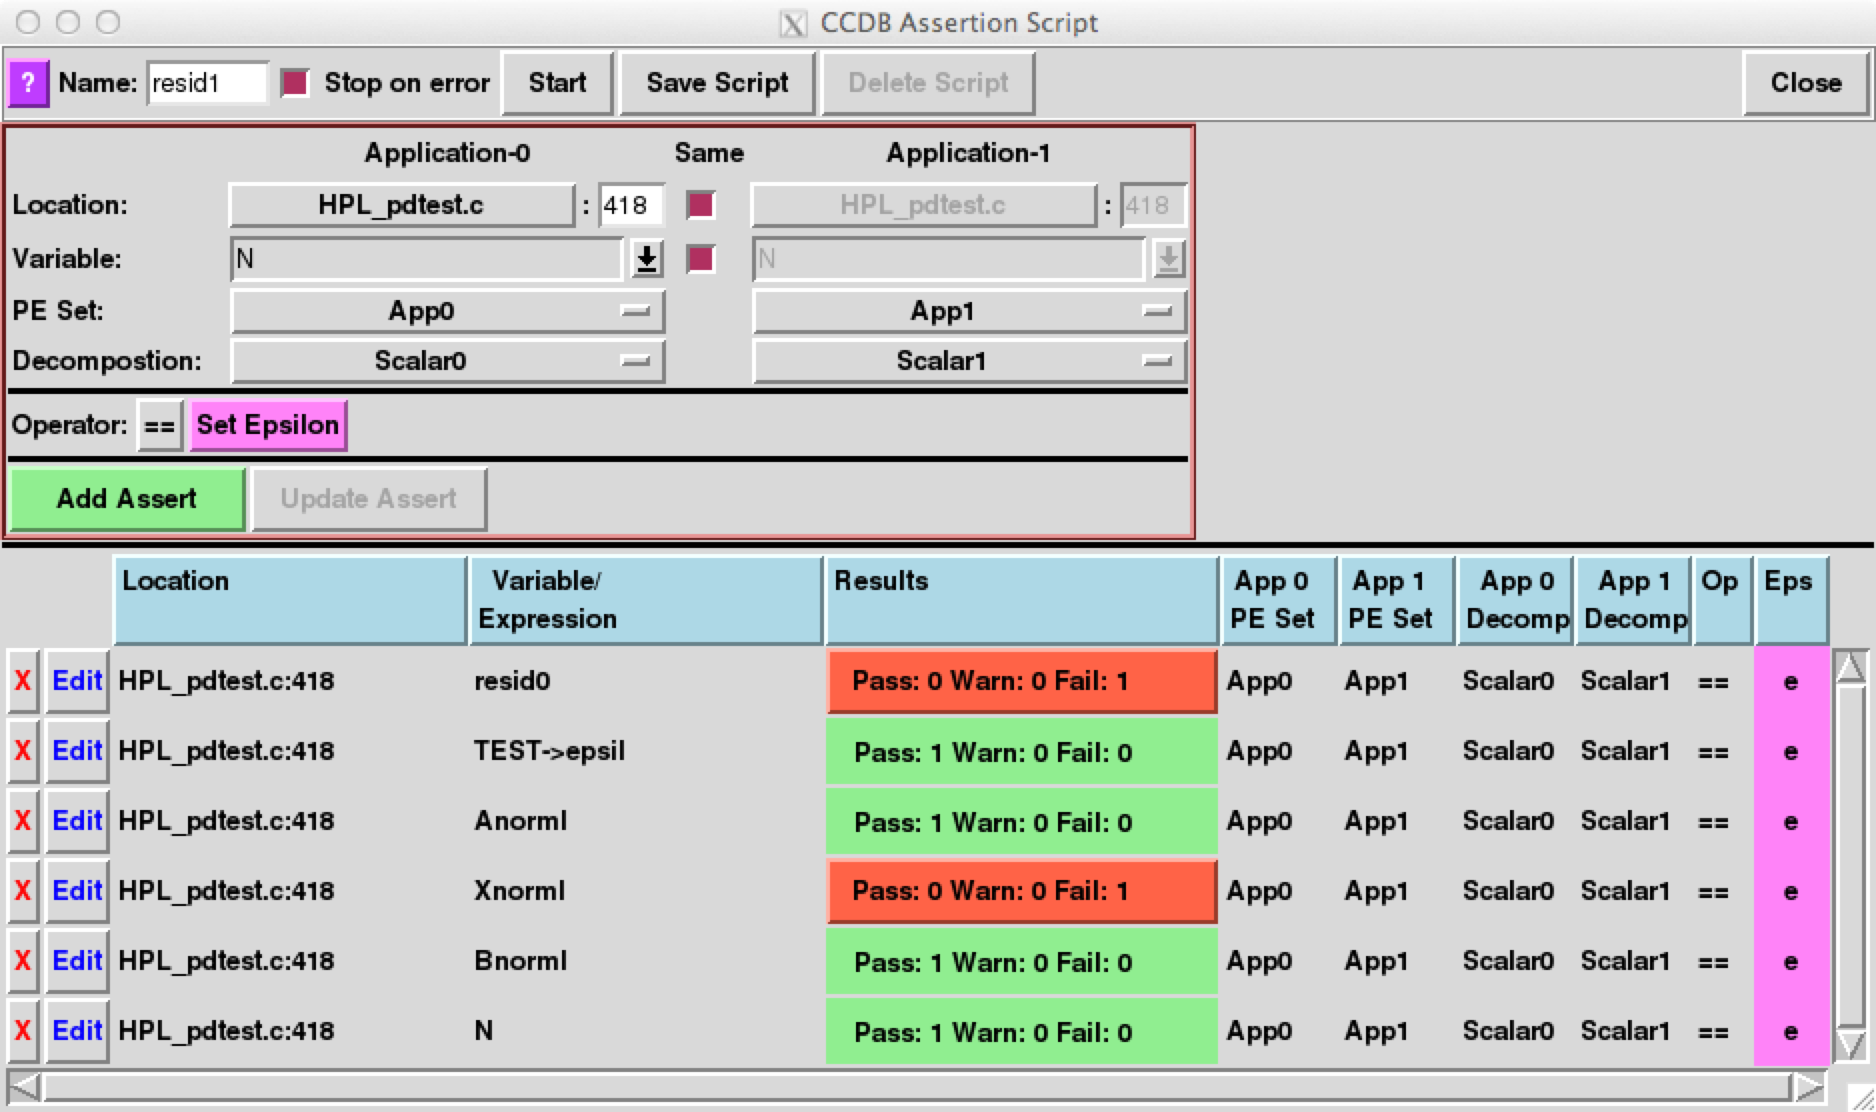 CCDB Assertion Script
? Name: resid1 Stop on error Start Save Script Delete Script Close
Application-0 Same Application-1
Location: HPL_pdtest.c : 418 HPL_pdtest.c : 418
Variable: N N
PE Set: App0 App1
Decompostion: Scalar0 Scalar1
Operator: == Set Epsilon
Add Assert Update Assert
Location Variable/ Results App 0 App 1 App 0 App 1 Op Eps
Expression PE Set PE Set Decomp Decomp
X Edit HPL_pdtest.c:418 resid0 Pass: 0 Warn: 0 Fail: 1 App0 App1 Scalar0 Scalar1 == e
X Edit HPL_pdtest.c:418 TEST->epsil Pass: 1 Warn: 0 Fail: 0 App0 App1 Scalar0 Scalar1 == e
X Edit HPL_pdtest.c:418 AnormI Pass: 1 Warn: 0 Fail: 0 App0 App1 Scalar0 Scalar1 == e
X Edit HPL_pdtest.c:418 XnormI Pass: 0 Warn: 0 Fail: 1 App0 App1 Scalar0 Scalar1 == e
X Edit HPL_pdtest.c:418 BnormI Pass: 1 Warn: 0 Fail: 0 App0 App1 Scalar0 Scalar1 == e
X Edit HPL_pdtest.c:418 N Pass: 1 Warn: 0 Fail: 0 App0 App1 Scalar0 Scalar1 == e